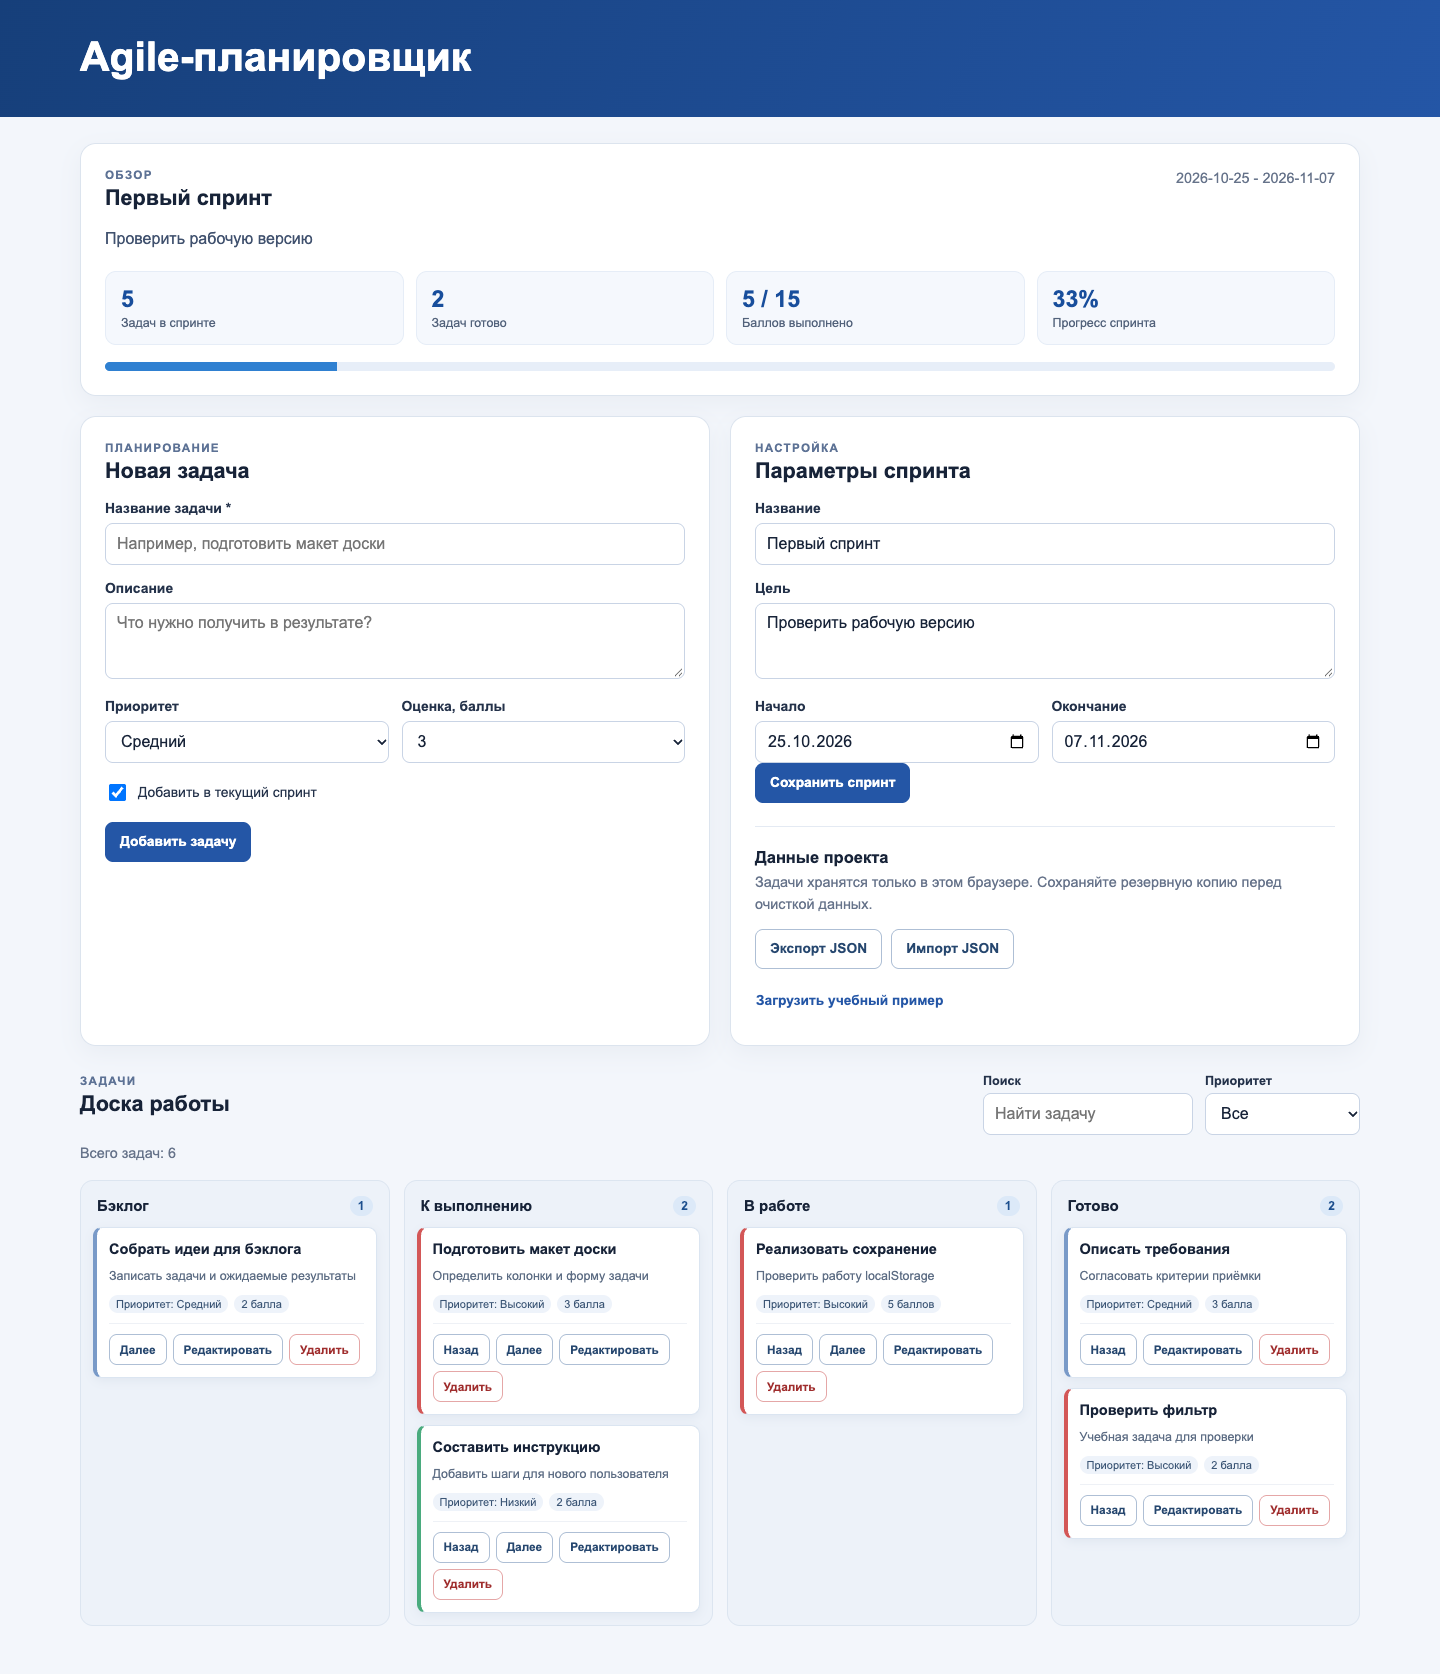 Agile-планировщик
ОБЗОР
Первый спринт
2026-10-25 - 2026-11-07
Проверить рабочую версию
5
Задач в спринте
2
Задач готово
5 / 15
Баллов выполнено
33%
Прогресс спринта
ПЛАНИРОВАНИЕ
Новая задача
Название задачи *
Например, подготовить макет доски
Описание
Что нужно получить в результате?
Приоритет
Оценка, баллы
Средний
3
Добавить в текущий спринт
Добавить задачу
НАСТРОЙКА
Параметры спринта
Название
Первый спринт
Цель
Проверить рабочую версию
Начало
Окончание
25.10.2026
07.11.2026
Сохранить спринт
Данные проекта
Задачи хранятся только в этом браузере. Сохраняйте резервную копию перед
очисткой данных.
Экспорт JSON
Импорт JSON
Загрузить учебный пример
ЗАДАЧИ
Доска работы
Поиск
Найти задачу
Приоритет
Все
Всего задач: 6
Бэклог
1
Собрать идеи для бэклога
Записать задачи и ожидаемые результаты
Приоритет: Средний
2 балла
Далее
Редактировать
Удалить
К выполнению
2
Подготовить макет доски
Определить колонки и форму задачи
Приоритет: Высокий
3 балла
Назад
Далее
Редактировать
Удалить
Составить инструкцию
Добавить шаги для нового пользователя
Приоритет: Низкий
2 балла
Назад
Далее
Редактировать
Удалить
В работе
1
Реализовать сохранение
Проверить работу localStorage
Приоритет: Высокий
5 баллов
Назад
Далее
Редактировать
Удалить
Готово
2
Описать требования
Согласовать критерии приёмки
Приоритет: Средний
3 балла
Назад
Редактировать
Удалить
Проверить фильтр
Учебная задача для проверки
Приоритет: Высокий
2 балла
Назад
Редактировать
Удалить